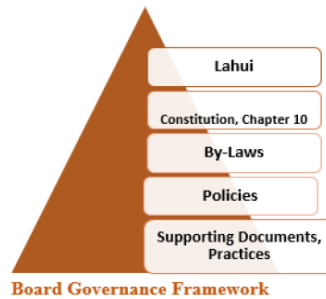 Lahui
Constitution, Chapter 10
By-Laws
Policies
Supporting Documents,
Practices
Board Governance Framework